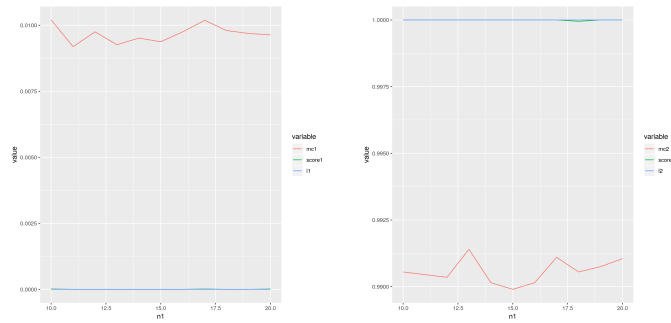 0.0100
0.0075
0.0050
0.0025
0.0000
value
10.0
12.5
15.0
17.5
20.0
n1
variable
mc1
score1
l1
1.0000
0.9975
0.9950
0.9925
0.9900
value
10.0
12.5
15.0
17.5
20.0
n1
variable
mc2
score
l2